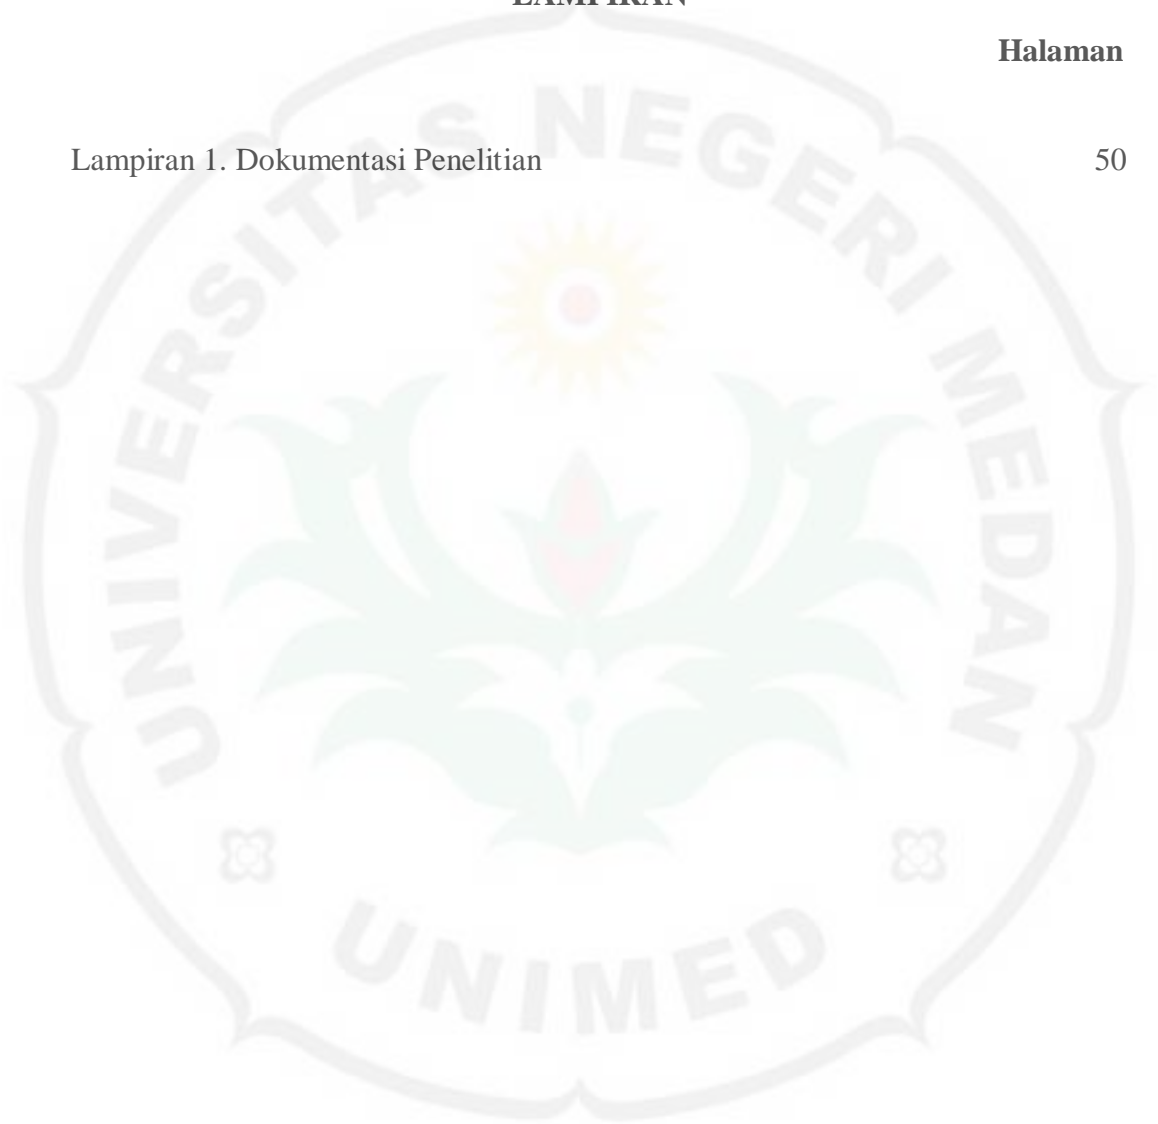 LAMPIRAN
Halaman
Lampiran 1. Dokumentasi Penelitian 50
UNIVERSITAS NEGERI MEDAN
UNIMED